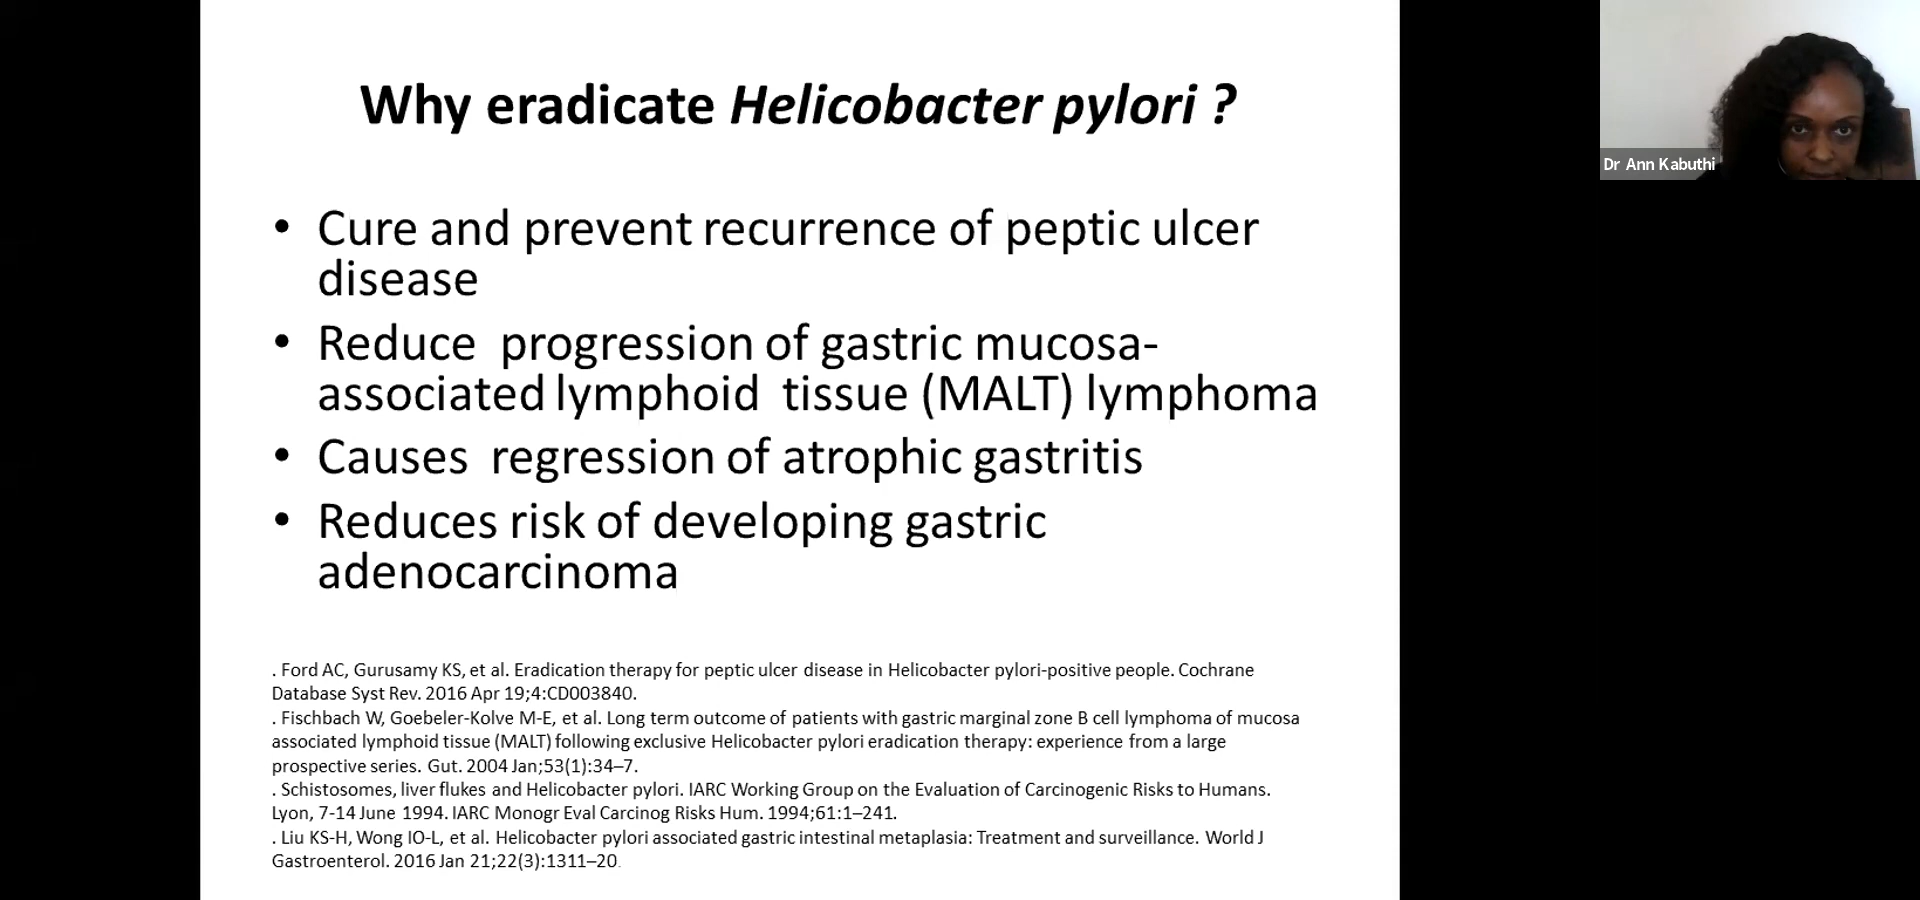 Why eradicate Helicobacter pylori ?
• Cure and prevent recurrence of peptic ulcer
disease
• Reduce progression of gastric mucosa-
associated lymphoid tissue (MALT) lymphoma
• Causes regression of atrophic gastritis
• Reduces risk of developing gastric
adenocarcinoma
. Ford AC, Gurusamy KS, et al. Eradication therapy for peptic ulcer disease in Helicobacter pylori-positive people. Cochrane
Database Syst Rev. 2016 Apr 19;4:CD003840.
. Fischbach W, Goebeler-Kolve M-E, et al. Long term outcome of patients with gastric marginal zone B cell lymphoma of mucosa
associated lymphoid tissue (MALT) following exclusive Helicobacter pylori eradication therapy: experience from a large
prospective series. Gut. 2004 Jan;53(1):34–7.
. Schistosomes, liver flukes and Helicobacter pylori. IARC Working Group on the Evaluation of Carcinogenic Risks to Humans.
Lyon, 7-14 June 1994. IARC Monogr Eval Carcinog Risks Hum. 1994;61:1–241.
. Liu KS-H, Wong IO-L, et al. Helicobacter pylori associated gastric intestinal metaplasia: Treatment and surveillance. World J
Gastroenterol. 2016 Jan 21;22(3):1311–20.
Dr Ann Kabuthi